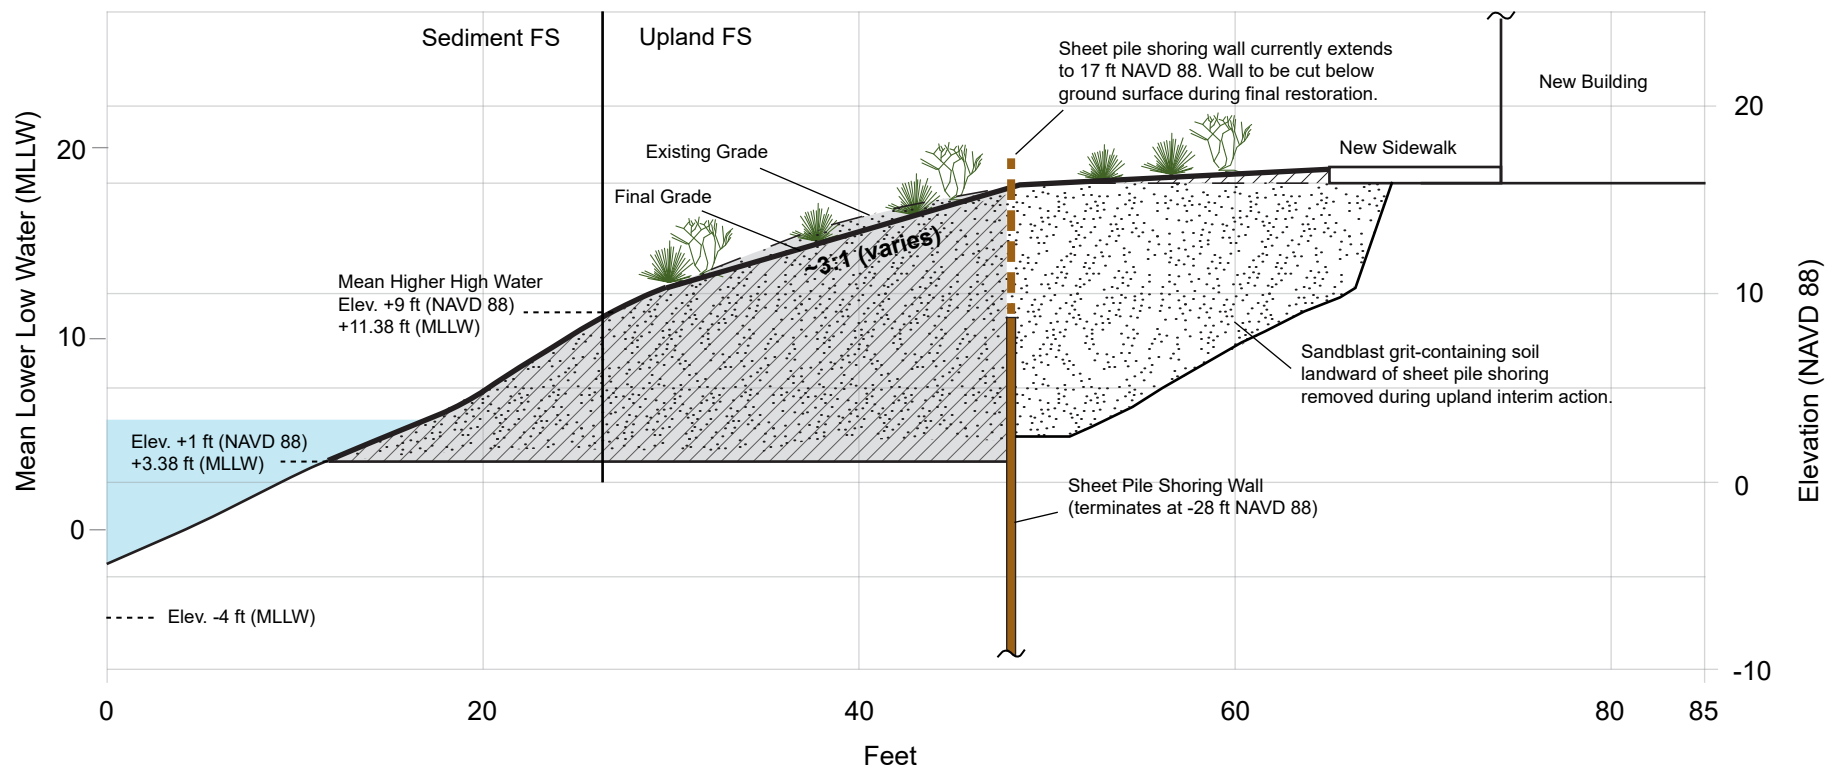 Sediment FS
Upland FS
Sheet pile shoring wall currently extends
to 17 ft NAVD 88. Wall to be cut below
ground surface during final restoration.
New Building
20
20
Existing Grade
New Sidewalk
Final Grade
~3:1 (varies)
Mean Higher High Water
Elev. +9 ft (NAVD 88)
+11.38 ft (MLLW)
10
10
Sandblast grit-containing soil
landward of sheet pile shoring
removed during upland interim action.
Mean Lower Low Water (MLLW)
Elevation (NAVD 88)
Elev. +1 ft (NAVD 88)
+3.38 ft (MLLW)
Sheet Pile Shoring Wall
(terminates at -28 ft NAVD 88)
0
0
Elev. -4 ft (MLLW)
-10
0
20
40
60
80
85
Feet